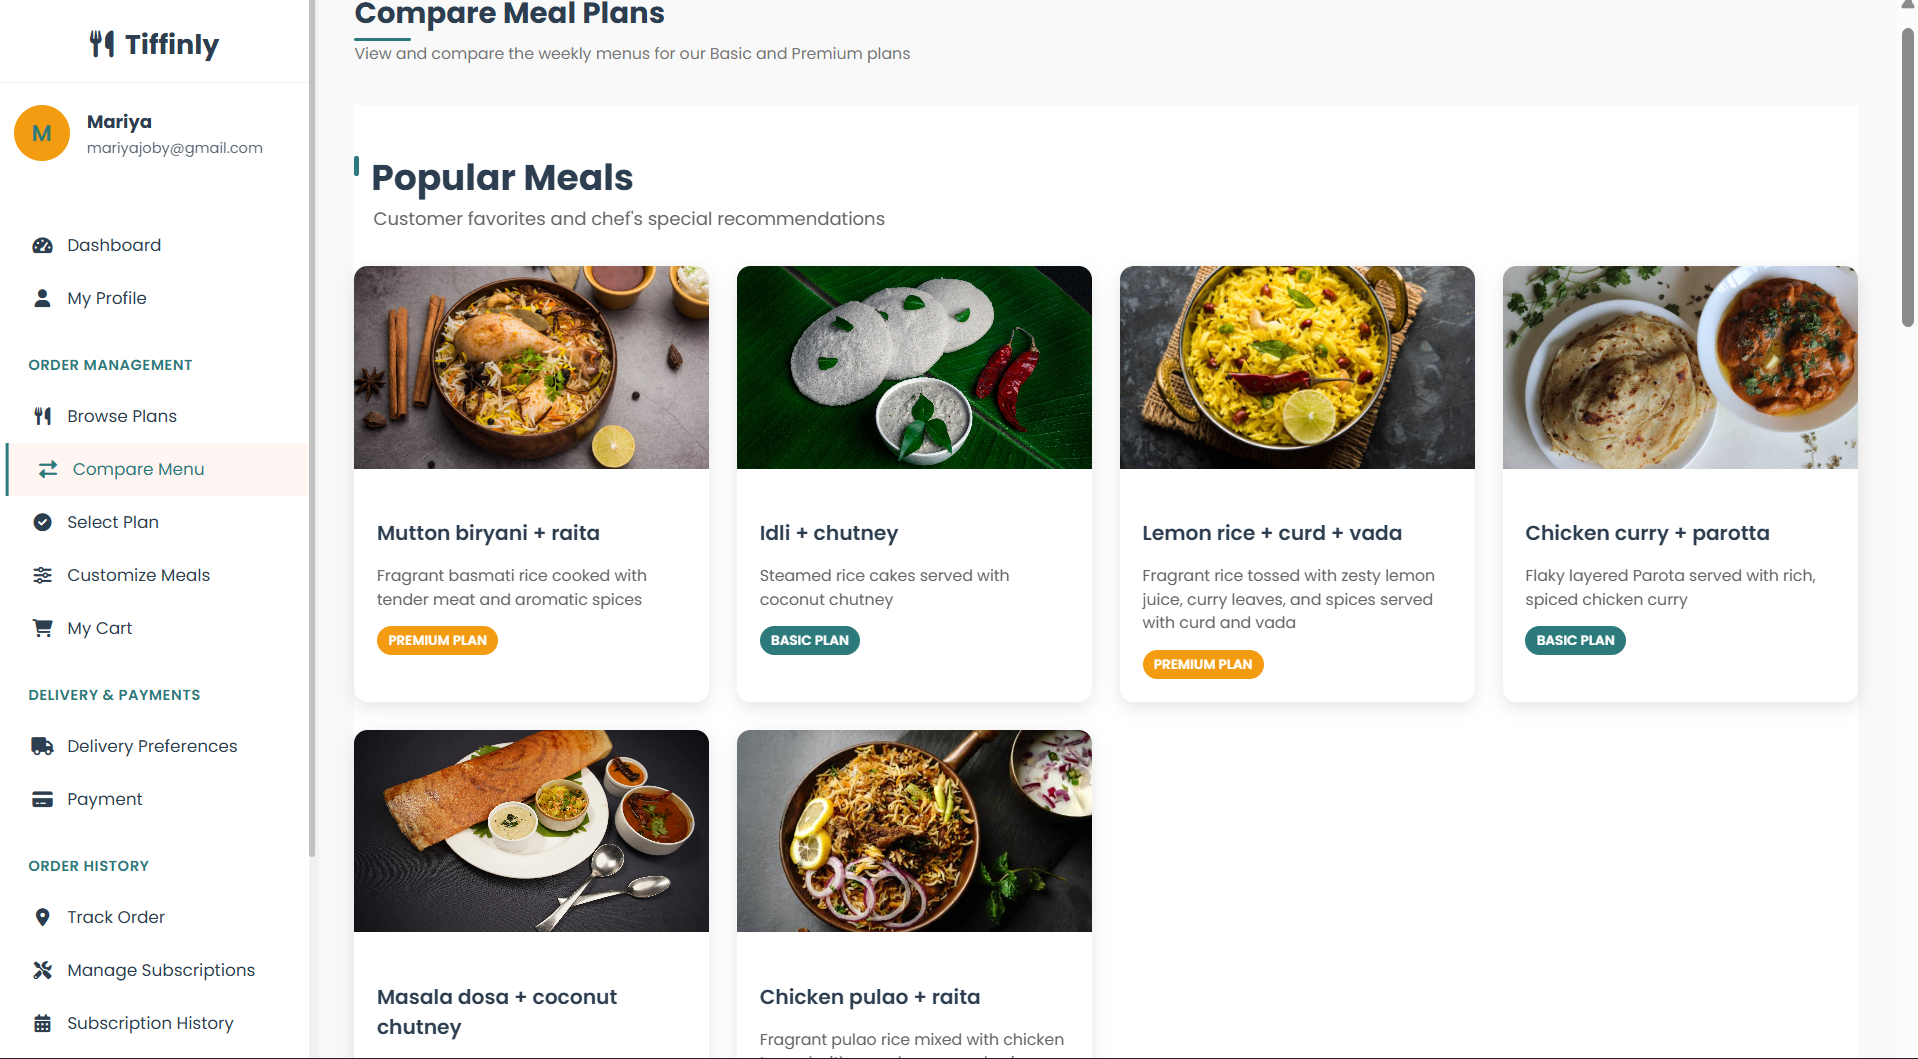 Tiffinly
M
Mariya
mariyajoby@gmail.com
Dashboard
My Profile
ORDER MANAGEMENT
Browse Plans
Compare Menu
Select Plan
Customize Meals
My Cart
DELIVERY & PAYMENTS
Delivery Preferences
Payment
ORDER HISTORY
Track Order
Manage Subscriptions
Subscription History
Compare Meal Plans
View and compare the weekly menus for our Basic and Premium plans
Popular Meals
Customer favorites and chef's special recommendations
Mutton biryani + raita
Fragrant basmati rice cooked with
tender meat and aromatic spices
PREMIUM PLAN
Idli + chutney
Steamed rice cakes served with
coconut chutney
BASIC PLAN
Lemon rice + curd + vada
Fragrant rice tossed with zesty lemon
juice, curry leaves, and spices served
with curd and vada
PREMIUM PLAN
Chicken curry + parotta
Flaky layered Parota served with rich,
spiced chicken curry
BASIC PLAN
Masala dosa + coconut
chutney
Chicken pulao + raita
Fragrant pulao rice mixed with chicken